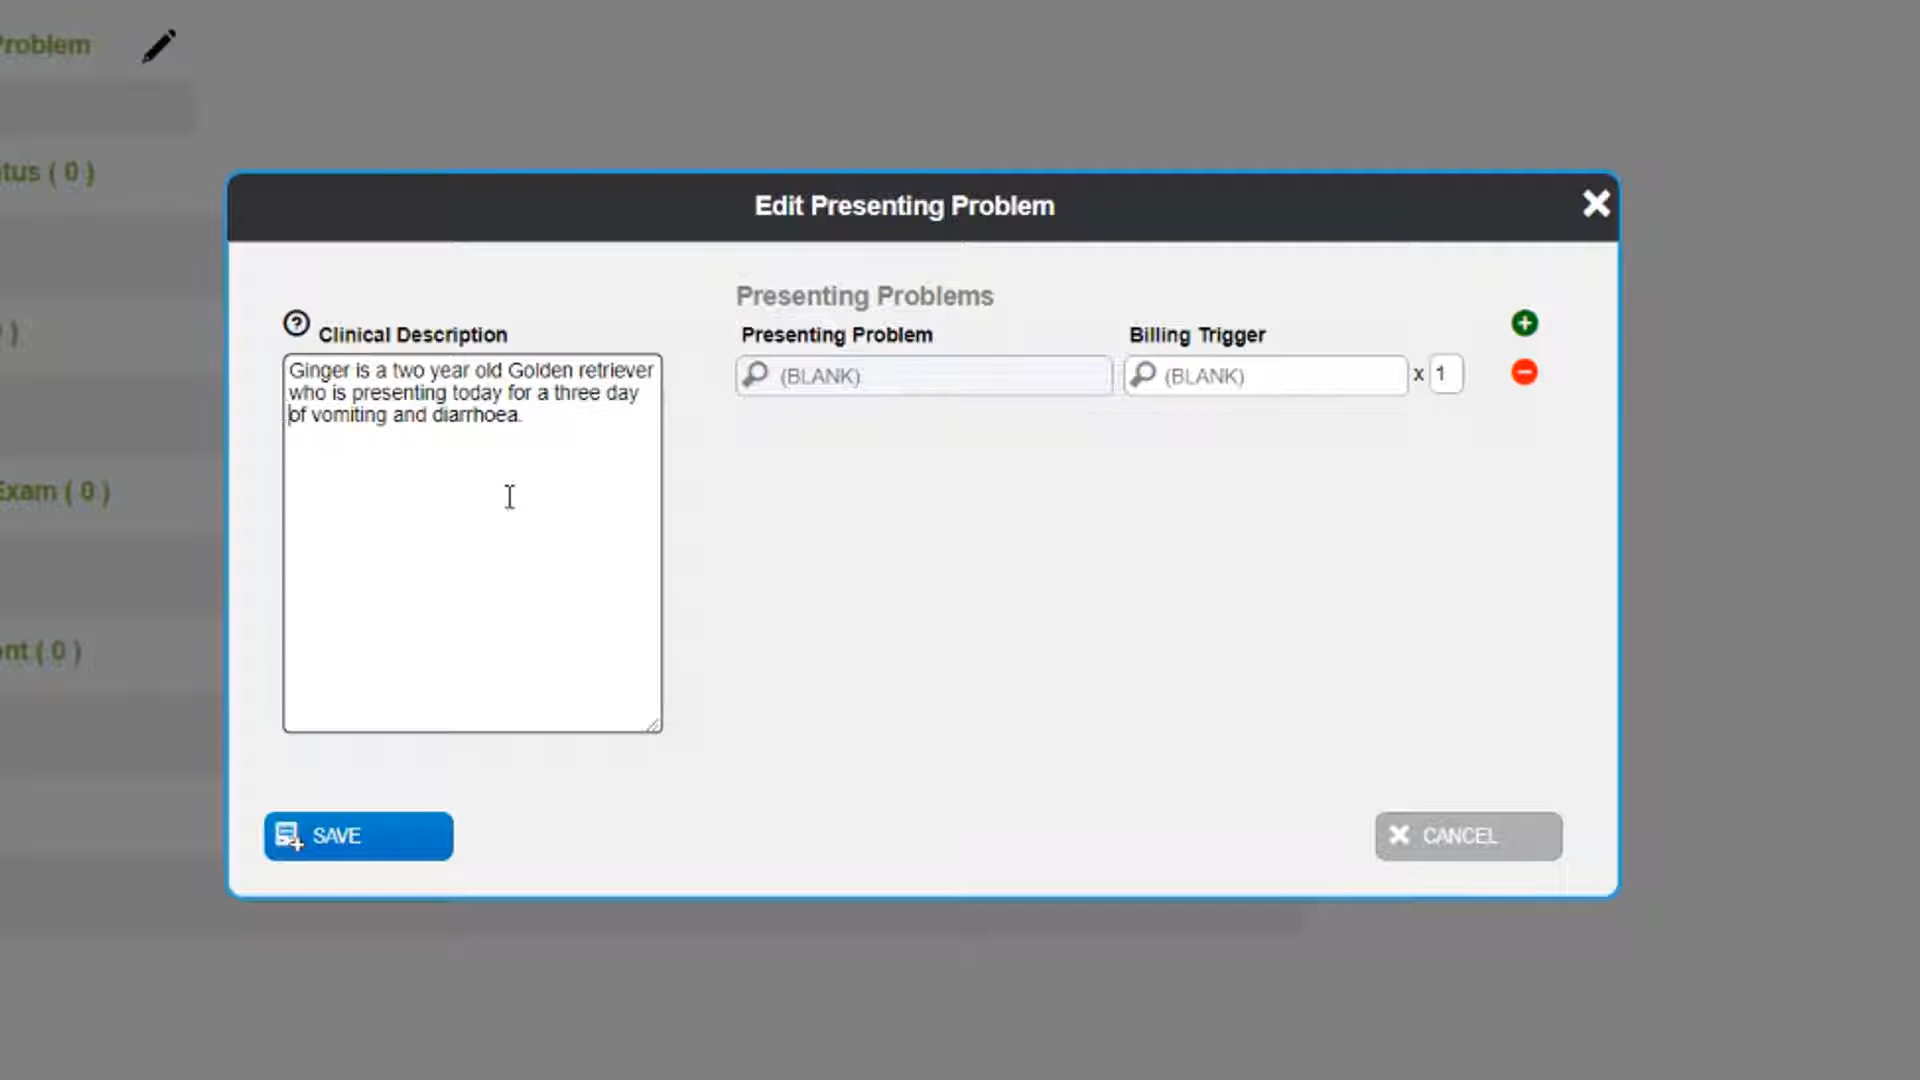 Problem
tus ( 0 )
)
Exam ( 0 )
nt ( 0 )
Edit Presenting Problem
Clinical Description
Ginger is a two year old Golden retriever
who is presenting today for a three day
of vomiting and diarrhoea.
Presenting Problems
Presenting Problem
Billing Trigger
(BLANK)
(BLANK)
x 1
SAVE
CANCEL